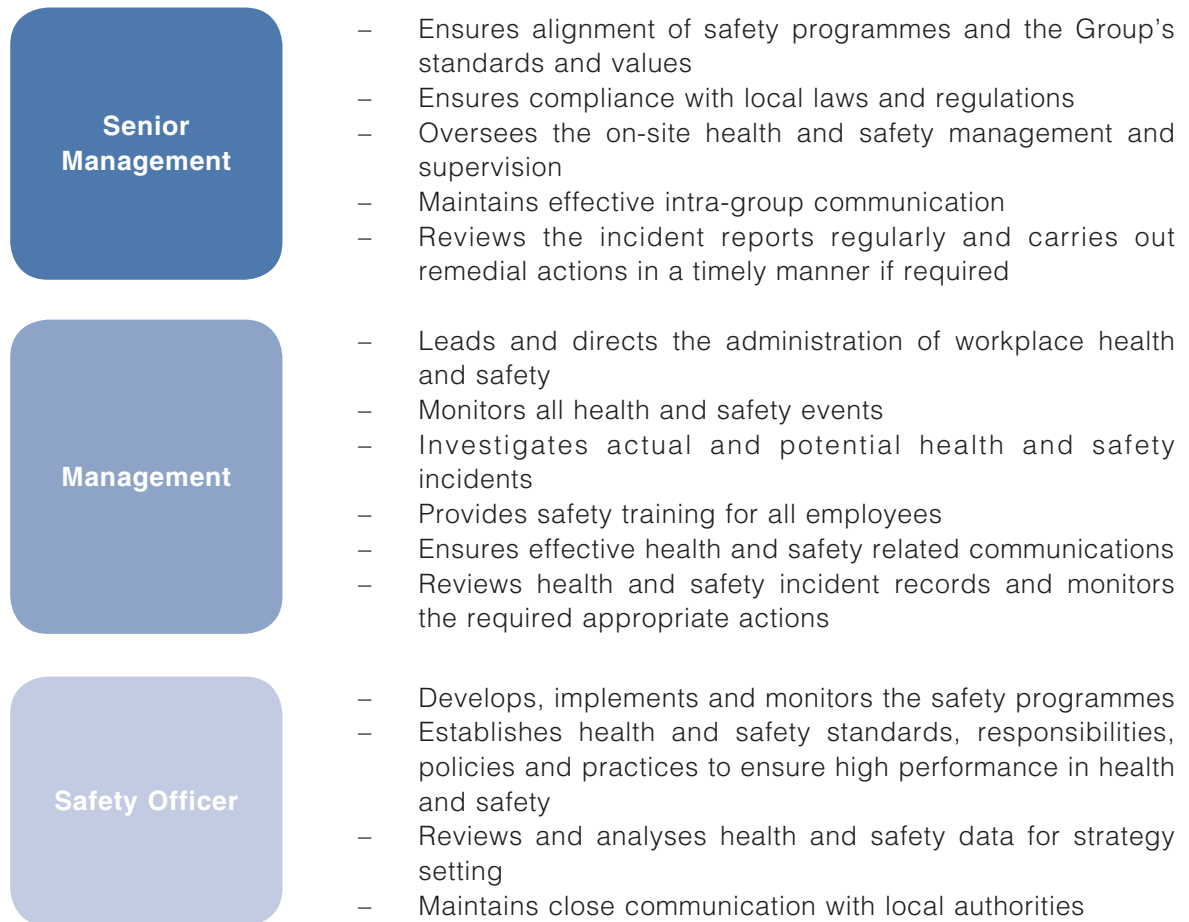 Senior
Management
– Ensures alignment of safety programmes and the Group’s
standards and values
– Ensures compliance with local laws and regulations
– Oversees the on-site health and safety management and
supervision
– Maintains effective intra-group communication
– Reviews the incident reports regularly and carries out
remedial actions in a timely manner if required
Management
– Leads and directs the administration of workplace health
and safety
– Monitors all health and safety events
– Investigates actual and potential health and safety
incidents
– Provides safety training for all employees
– Ensures effective health and safety related communications
– Reviews health and safety incident records and monitors
the required appropriate actions
Safety Officer
– Develops, implements and monitors the safety programmes
– Establishes health and safety standards, responsibilities,
policies and practices to ensure high performance in health
and safety
– Reviews and analyses health and safety data for strategy
setting
– Maintains close communication with local authorities